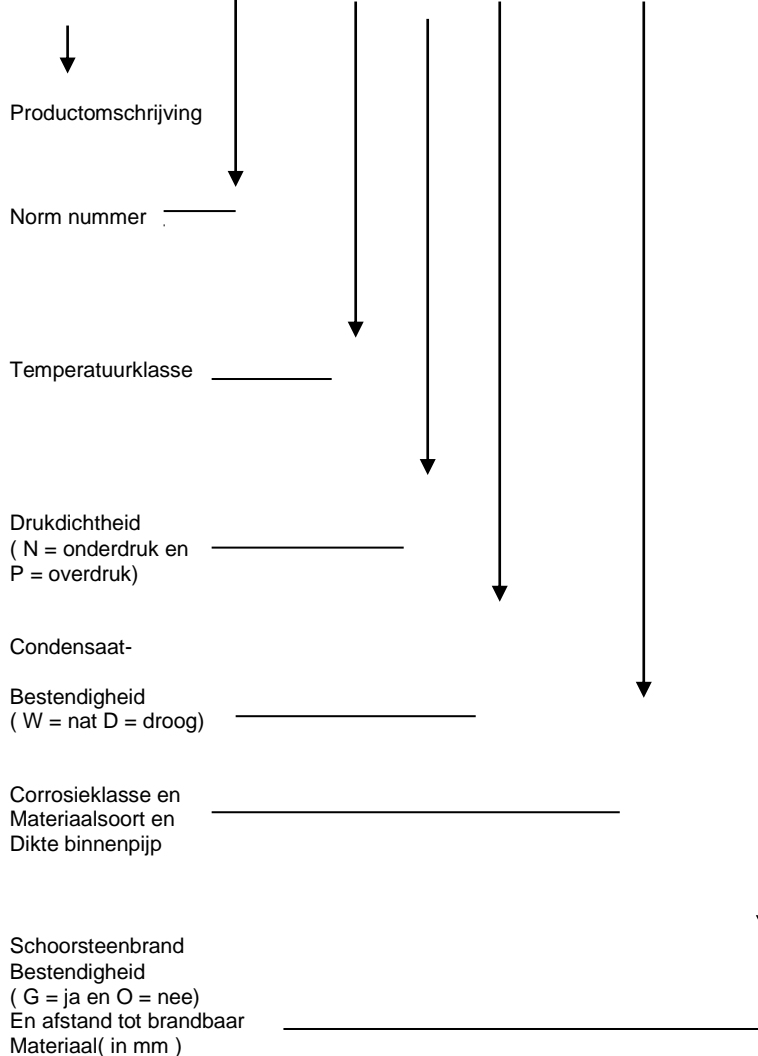 Productomschrijving
Norm nummer
Temperatuurklasse
Drukdichtheid
( N = onderdruk en
P = overdruk)
Condensaat-
Bestendigheid
( W = nat D = droog)
Corrosieklasse en
Materiaalsoort en
Dikte binnenpijp
Schoorsteenbrand
Bestendigheid
( G = ja en O = nee)
En afstand tot brandbaar
Materiaal( in mm )